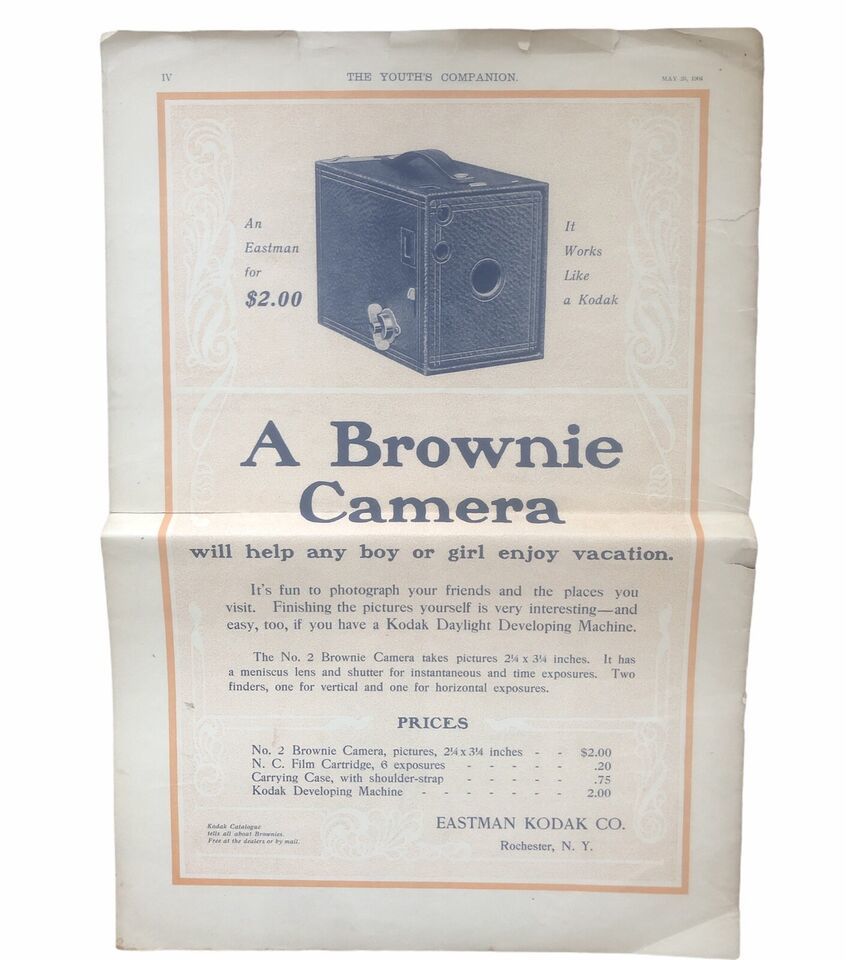 IV
THE YOUTH'S COMPANION.
MAY 26, 1904
An
Eastman
for
$2.00
It
Works
Like
a Kodak
A Brownie
Camera
will help any boy or girl enjoy vacation.
It's fun to photograph your friends and the places you
visit. Finishing the pictures yourself is very interesting—and
easy, too, if you have a Kodak Daylight Developing Machine.
The No. 2 Brownie Camera takes pictures 2¼ x 3¼ inches. It has
a meniscus lens and shutter for instantaneous and time exposures. Two
finders, one for vertical and one for horizontal exposures.
PRICES
No. 2 Brownie Camera, pictures, 2¼ x 3¼ inches - - $2.00
N. C. Film Cartridge, 6 exposures - - - - - .20
Carrying Case, with shoulder-strap - - - - - .75
Kodak Developing Machine - - - - - - 2.00
EASTMAN KODAK CO.
Rochester, N. Y.
Kodak Catalogue
tells all about Brownies.
Free at the dealers or by mail.